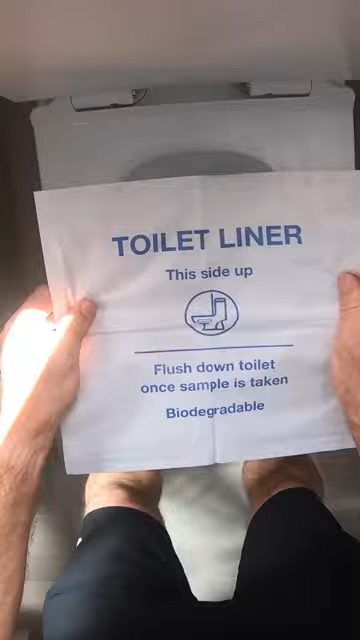 TOILET LINER
This side up
Flush down toilet
once sample is taken
Biodegradable